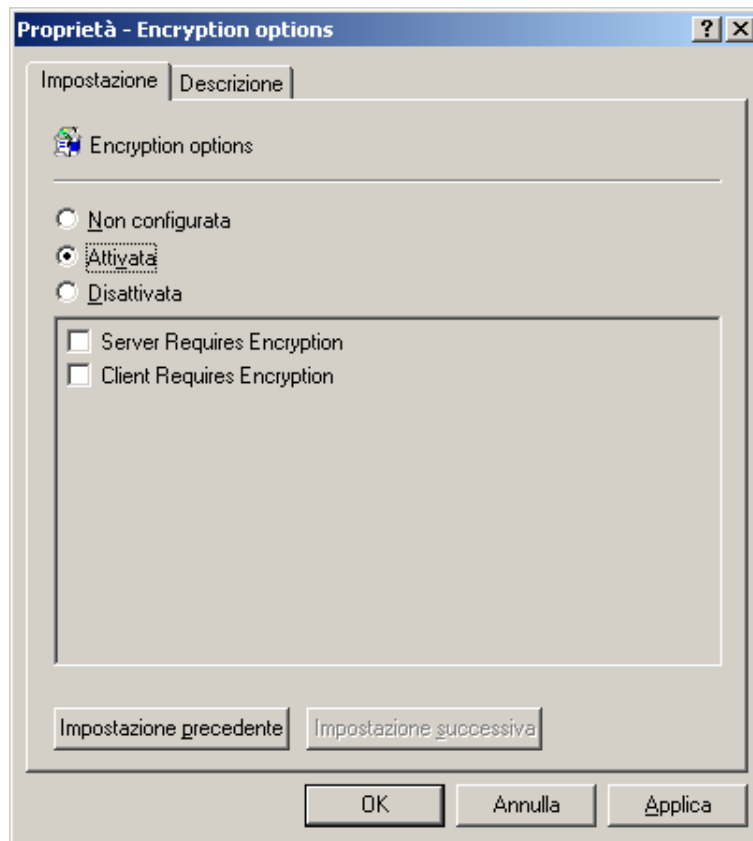 Proprietà - Encryption options
Impostazione Descrizione
Encryption options
Non configurata
Attivata
Disattivata
Server Requires Encryption
Client Requires Encryption
Impostazione precedente Impostazione successiva
OK Annulla Applica